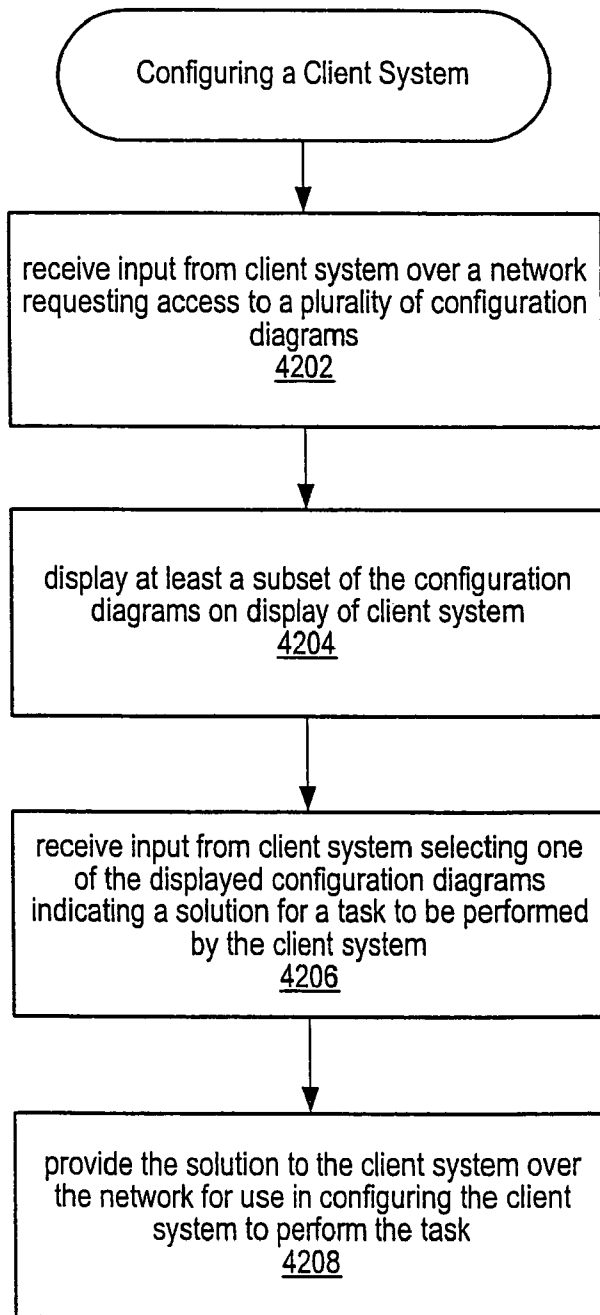 Configuring a Client System
receive input from client system over a network
requesting access to a plurality of configuration
diagrams
4202
display at least a subset of the configuration
diagrams on display of client system
4204
receive input from client system selecting one
of the displayed configuration diagrams
indicating a solution for a task to be performed
by the client system
4206
provide the solution to the client system over
the network for use in configuring the client
system to perform the task
4208